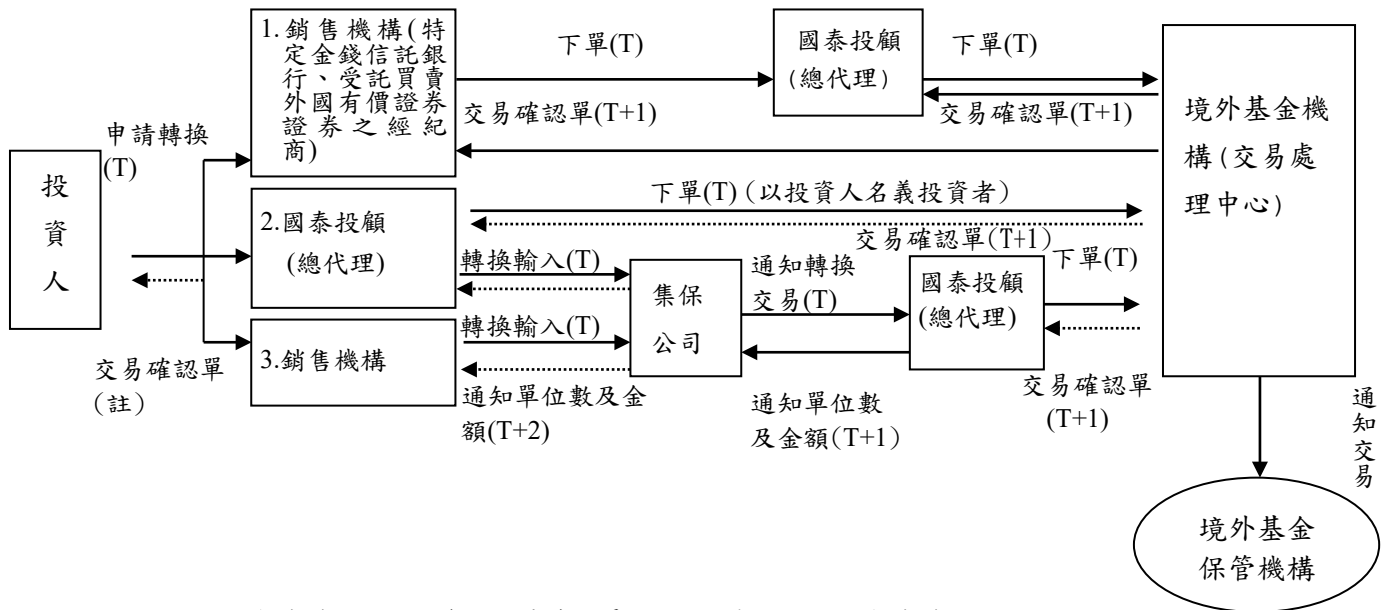 投
資
人
申請轉換
(T)
交易確認單
（註）
1.銷售機構(特
定金錢信託銀
行、受託買賣
外國有價證券
證券之經紀
商)
2.國泰投顧
(總代理)
3.銷售機構
下單(T)
交易確認單(T+1)
國泰投顧
(總代理)
下單(T)
交易確認單(T+1)
下單(T)（以投資人名義投資者）
交易確認單(T+1)
轉換輸入(T)
轉換輸入(T)
通知單位數及金
額(T+2)
集保
公司
通知轉換
交易(T)
通知單位數
及金額(T+1)
國泰投顧
(總代理)
下單(T)
交易確認單
(T+1)
境外基金機
構(交易處
理中心)
通
知
交
易
境外基金
保管機構